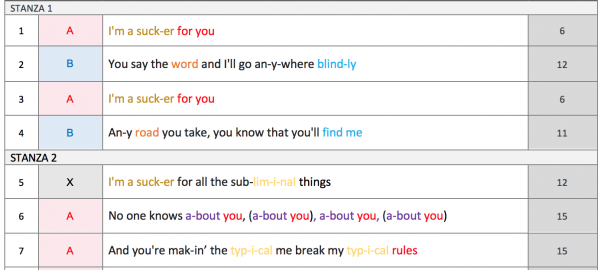 STANZA 1
1 A I'm a suck-er for you 6
2 B You say the word and I'll go an-y-where blind-ly 12
3 A I'm a suck-er for you 6
4 B An-y road you take, you know that you'll find me 11
STANZA 2
5 X I'm a suck-er for all the sub-lim-i-nal things 12
6 A No one knows a-bout you, (a-bout you), a-bout you, (a-bout you) 15
7 A And you're mak-in’ the typ-i-cal me break my typ-i-cal rules 15